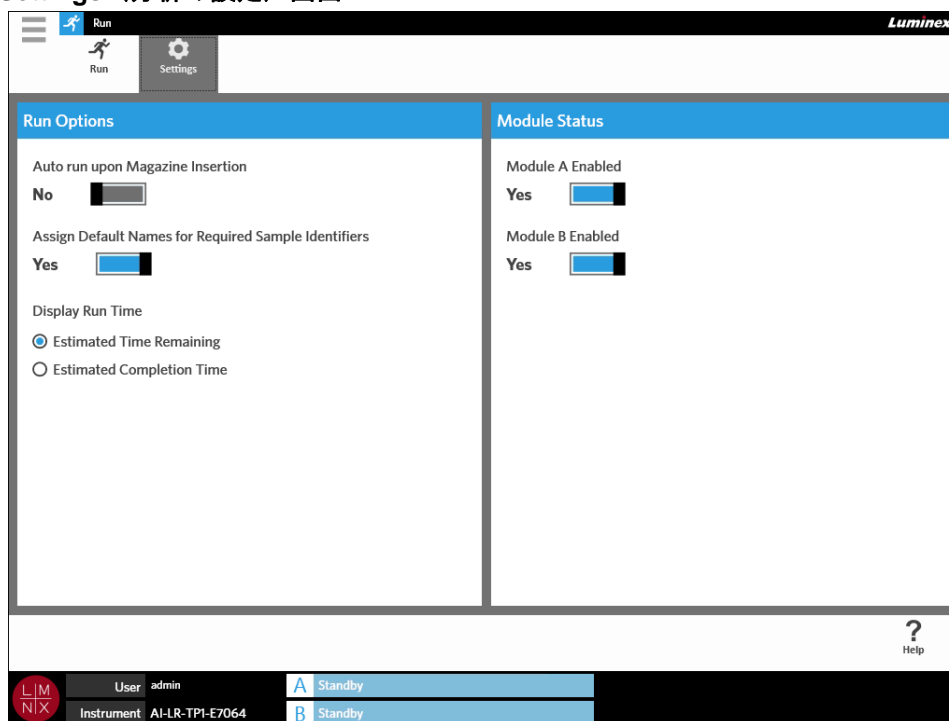 Run
Luminex
Run
Settings
Run Options
Module Status
Auto run upon Magazine Insertion
No
Assign Default Names for Required Sample Identifiers
Yes
Display Run Time
Estimated Time Remaining
Estimated Completion Time
Module A Enabled
Yes
Module B Enabled
Yes
?
Help
LM
NX
User admin
A Standby
Instrument AI-LR-TP1-E7064
B Standby